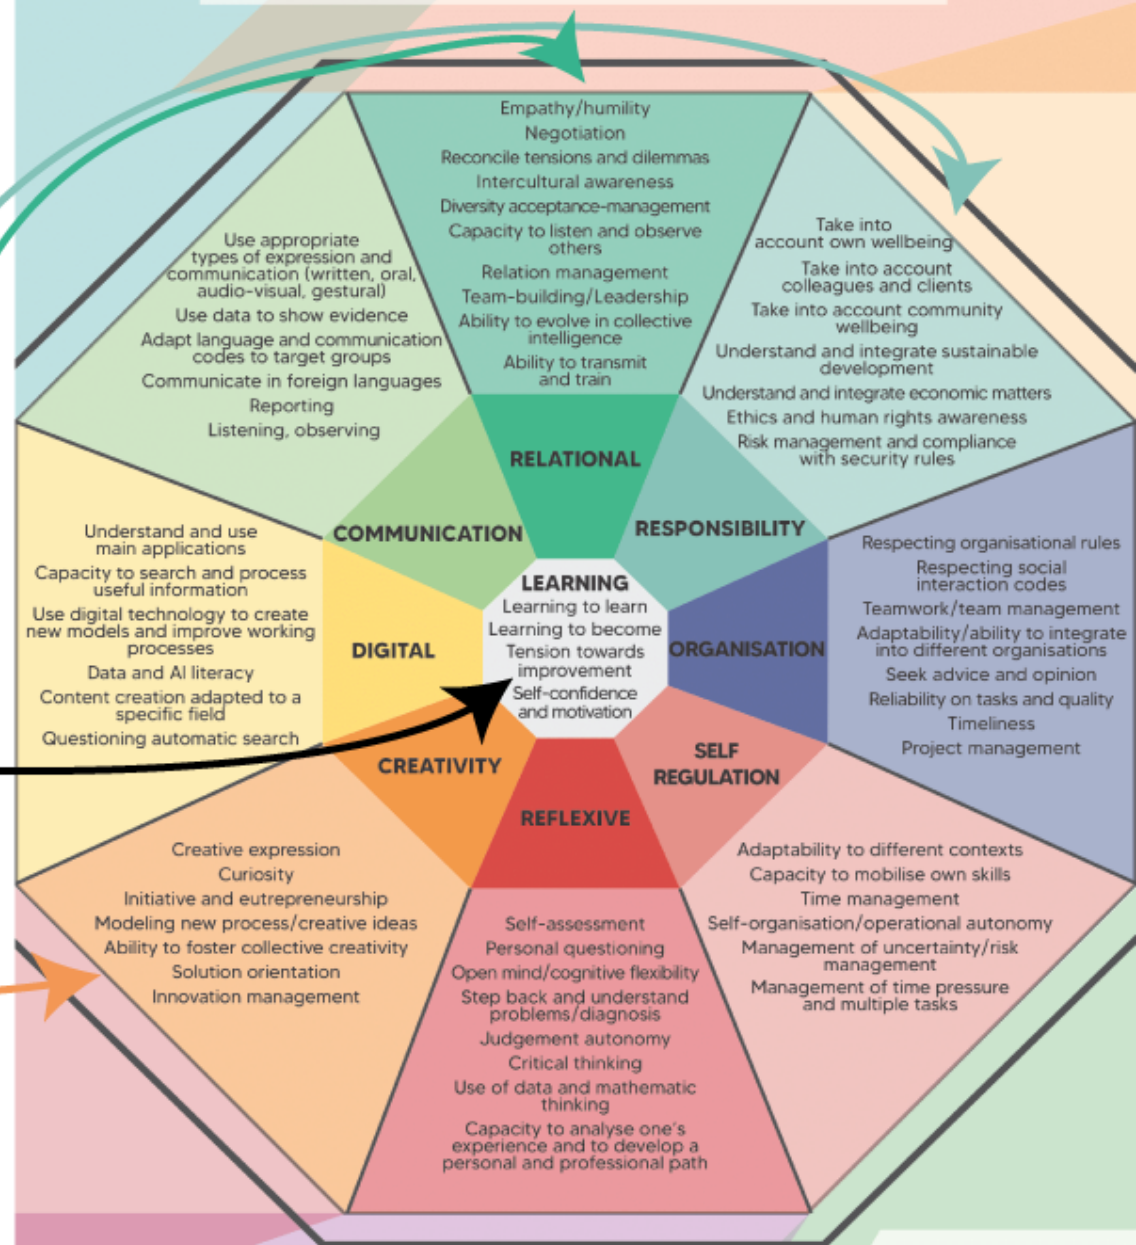 Empathy/humility
Negotiation
Reconcile tensions and dilemmas
Intercultural awareness
Diversity acceptance-management
Capacity to listen and observe
others
Relation management
Team-building/Leadership
Ability to evolve in collective
intelligence
Ability to transmit
and train
RELATIONAL
Take into
account own wellbeing
Take into account
colleagues and clients
Take into account community
wellbeing
Understand and integrate sustainable
development
Understand and integrate economic matters
Ethics and human rights awareness
Risk management and compliance
with security rules
RESPONSIBILITY
Respecting organisational rules
Respecting social
interaction codes
Teamwork/team management
Adaptability/ability to integrate
into different organisations
Seek advice and opinion
Reliability on tasks and quality
Timeliness
Project management
ORGANISATION
SELF
REGULATION
Adaptability to different contexts
Capacity to mobilise own skills
Time management
Self-organisation/operational autonomy
Management of uncertainty/risk
management
Management of time pressure
and multiple tasks
REFLEXIVE
Self-assessment
Personal questioning
Open mind/cognitive flexibility
Step back and understand
problems/diagnosis
Judgement autonomy
Critical thinking
Use of data and mathematic
thinking
Capacity to analyse one's
experience and to develop a
personal and professional path
CREATIVITY
Creative expression
Curiosity
Initiative and eutrepreneurship
Modeling new process/creative ideas
Ability to foster collective creativity
Solution orientation
Innovation management
DIGITAL
Understand and use
main applications
Capacity to search and process
useful information
Use digital technology to create
new models and improve working
processes
Data and AI literacy
Content creation adapted to a
specific field
Questioning automatic search
COMMUNICATION
Use appropriate
types of expression and
communication (written, oral,
audio-visual, gestural)
Use data to show evidence
Adapt language and communication
codes to target groups
Communicate in foreign languages
Reporting
Listening, observing
LEARNING
Learning to learn
Learning to become
Tension towards
improvement
Self-confidence
and motivation